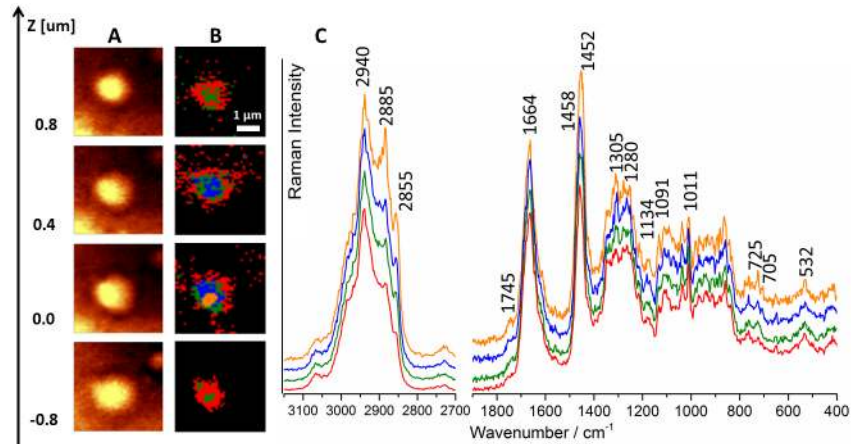 Z [um]
A
B
C
0.8
0.4
0.0
-0.8
1 µm
Raman Intensity
2940
2885
2855
1745
1664
1458
1452
1305
1280
1134
1091
1011
725
705
532
3100 3000 2900 2800 2700
1800 1600 1400 1200 1000 800 600 400
Wavenumber / cm⁻¹